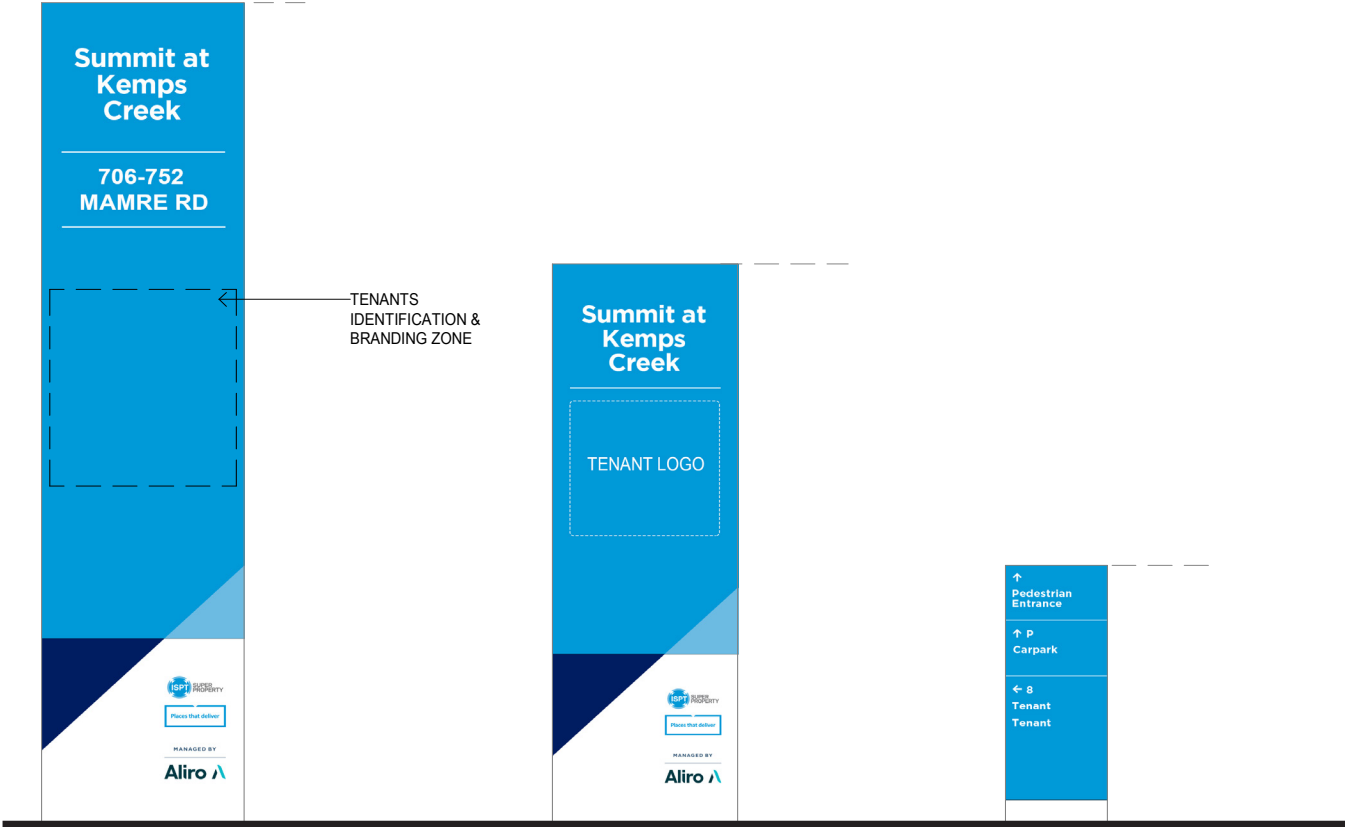 Summit at
Kemps
Creek
706-752
MAMRE RD
TENANTS
IDENTIFICATION &
BRANDING ZONE
ISPT SUPER
PROPERTY
Places that deliver
MANAGED BY
Aliro
Summit at
Kemps
Creek
TENANT LOGO
ISPT SUPER
PROPERTY
Places that deliver
MANAGED BY
Aliro
↑
Pedestrian
Entrance
↑ P
Carpark
← 8
Tenant
Tenant